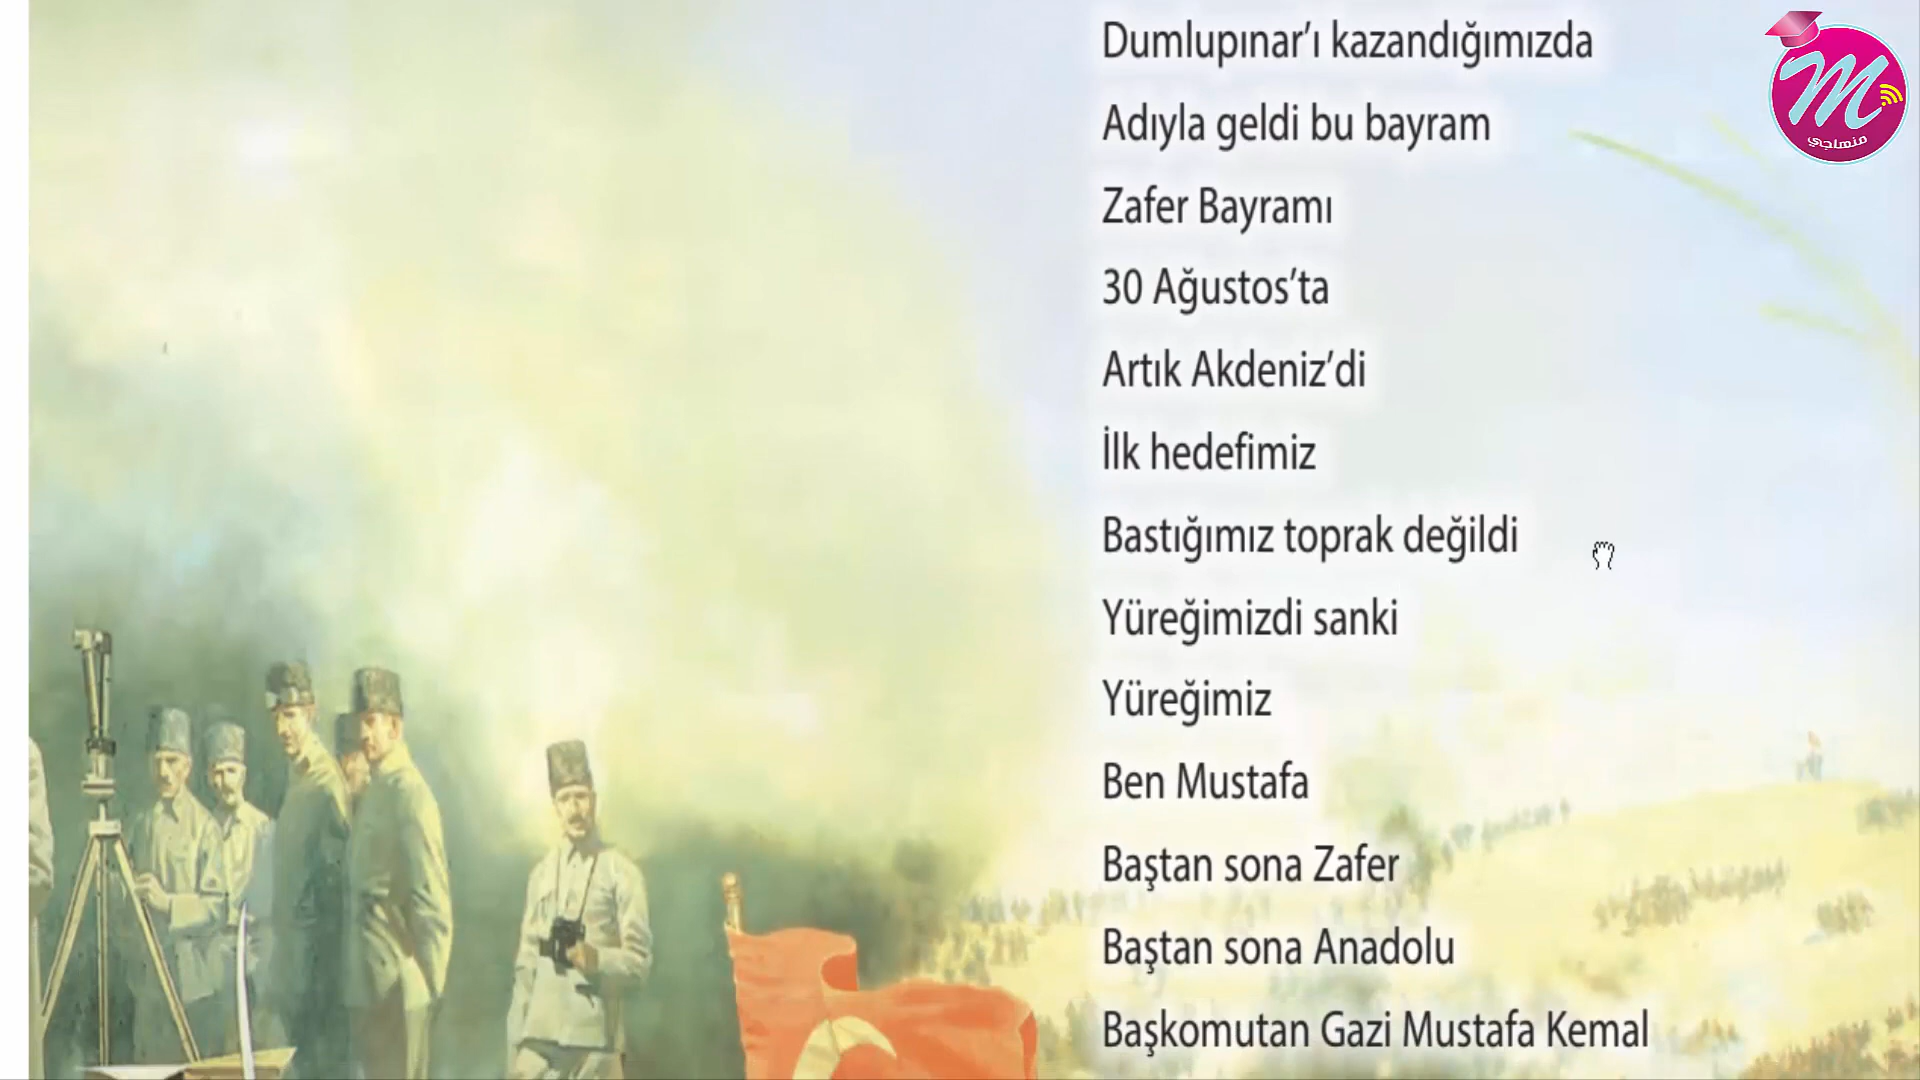 Dumlupınar’ı kazandığımızda
Adıyla geldi bu bayram
Zafer Bayramı
30 Ağustos’ta
Artık Akdeniz’di
İlk hedefimiz
Bastığımız toprak değildi
Yüreğimizdi sanki
Yüreğimiz
Ben Mustafa
Baştan sona Zafer
Baştan sona Anadolu
Başkomutan Gazi Mustafa Kemal
M
منهاجي